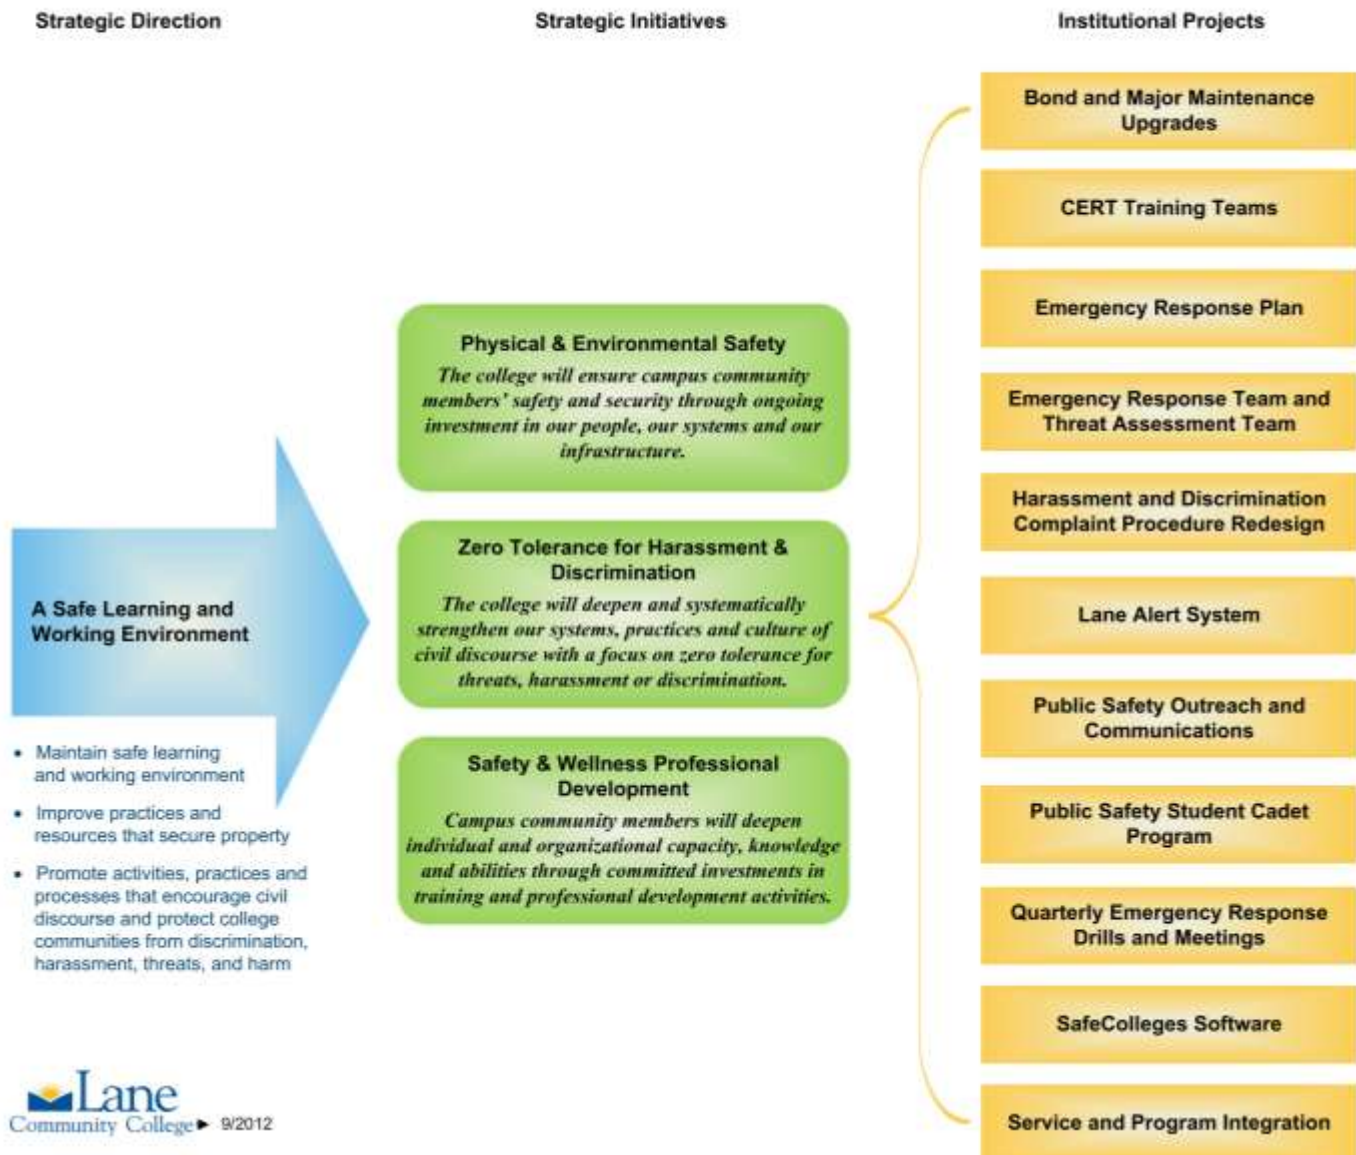 Strategic Direction
Strategic Initiatives
Institutional Projects
A Safe Learning and
Working Environment
• Maintain safe learning
and working environment
• Improve practices and
resources that secure property
• Promote activities, practices and
processes that encourage civil
discourse and protect college
communities from discrimination,
harassment, threats, and harm
Physical & Environmental Safety
The college will ensure campus community
members' safety and security through ongoing
investment in our people, our systems and our
infrastructure.
Zero Tolerance for Harassment &
Discrimination
The college will deepen and systematically
strengthen our systems, practices and culture of
civil discourse with a focus on zero tolerance for
threats, harassment or discrimination.
Safety & Wellness Professional
Development
Campus community members will deepen
individual and organizational capacity, knowledge
and abilities through committed investments in
training and professional development activities.
Bond and Major Maintenance
Upgrades
CERT Training Teams
Emergency Response Plan
Emergency Response Team and
Threat Assessment Team
Harassment and Discrimination
Complaint Procedure Redesign
Lane Alert System
Public Safety Outreach and
Communications
Public Safety Student Cadet
Program
Quarterly Emergency Response
Drills and Meetings
SafeColleges Software
Service and Program Integration
Lane
Community College ► 9/2012